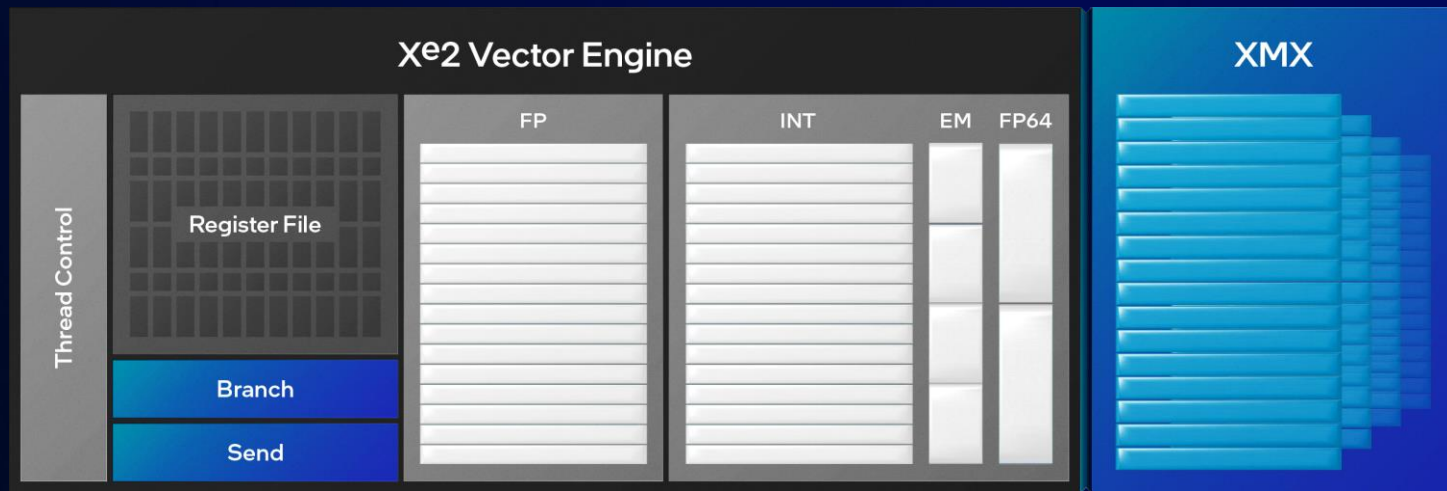 Xe2 Vector Engine
XMX
Thread Control
Register File
Branch
Send
FP
INT
EM
FP64